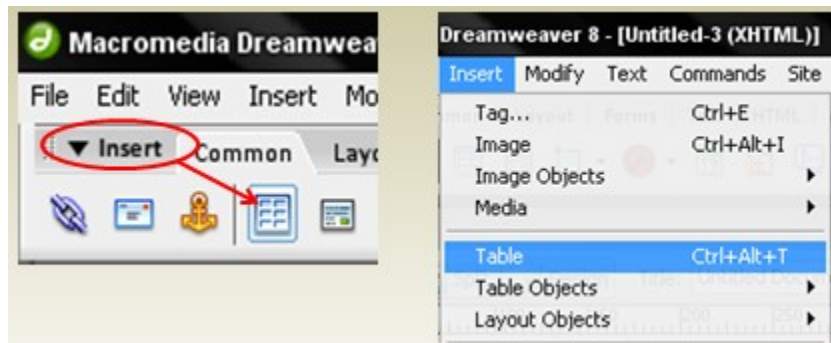 Macromedia Dreamwea
File Edit View Insert Mo
Insert Common Layo
Dreamweaver 8 - [Untitled-3 (XHTML)]
Insert Modify Text Commands Site
Tag... Ctrl+E
Image Ctrl+Alt+I
Image Objects
Media
Table Ctrl+Alt+T
Table Objects
Layout Objects